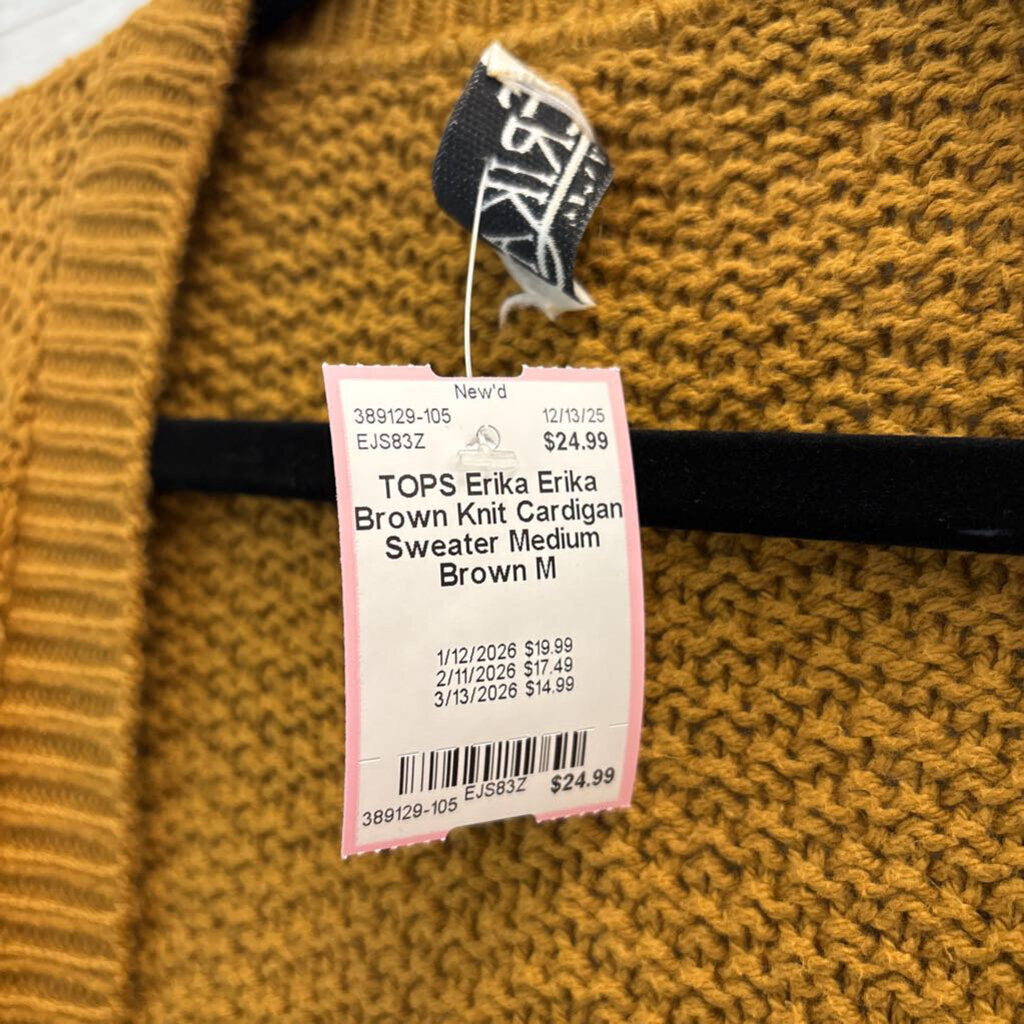 ERIKA
New'd
389129-105 12/13/25
EJS83Z $24.99
TOPS Erika Erika
Brown Knit Cardigan
Sweater Medium
Brown M
1/12/2026 $19.99
2/11/2026 $17.49
3/13/2026 $14.99
389129-105 EJS83Z $24.99